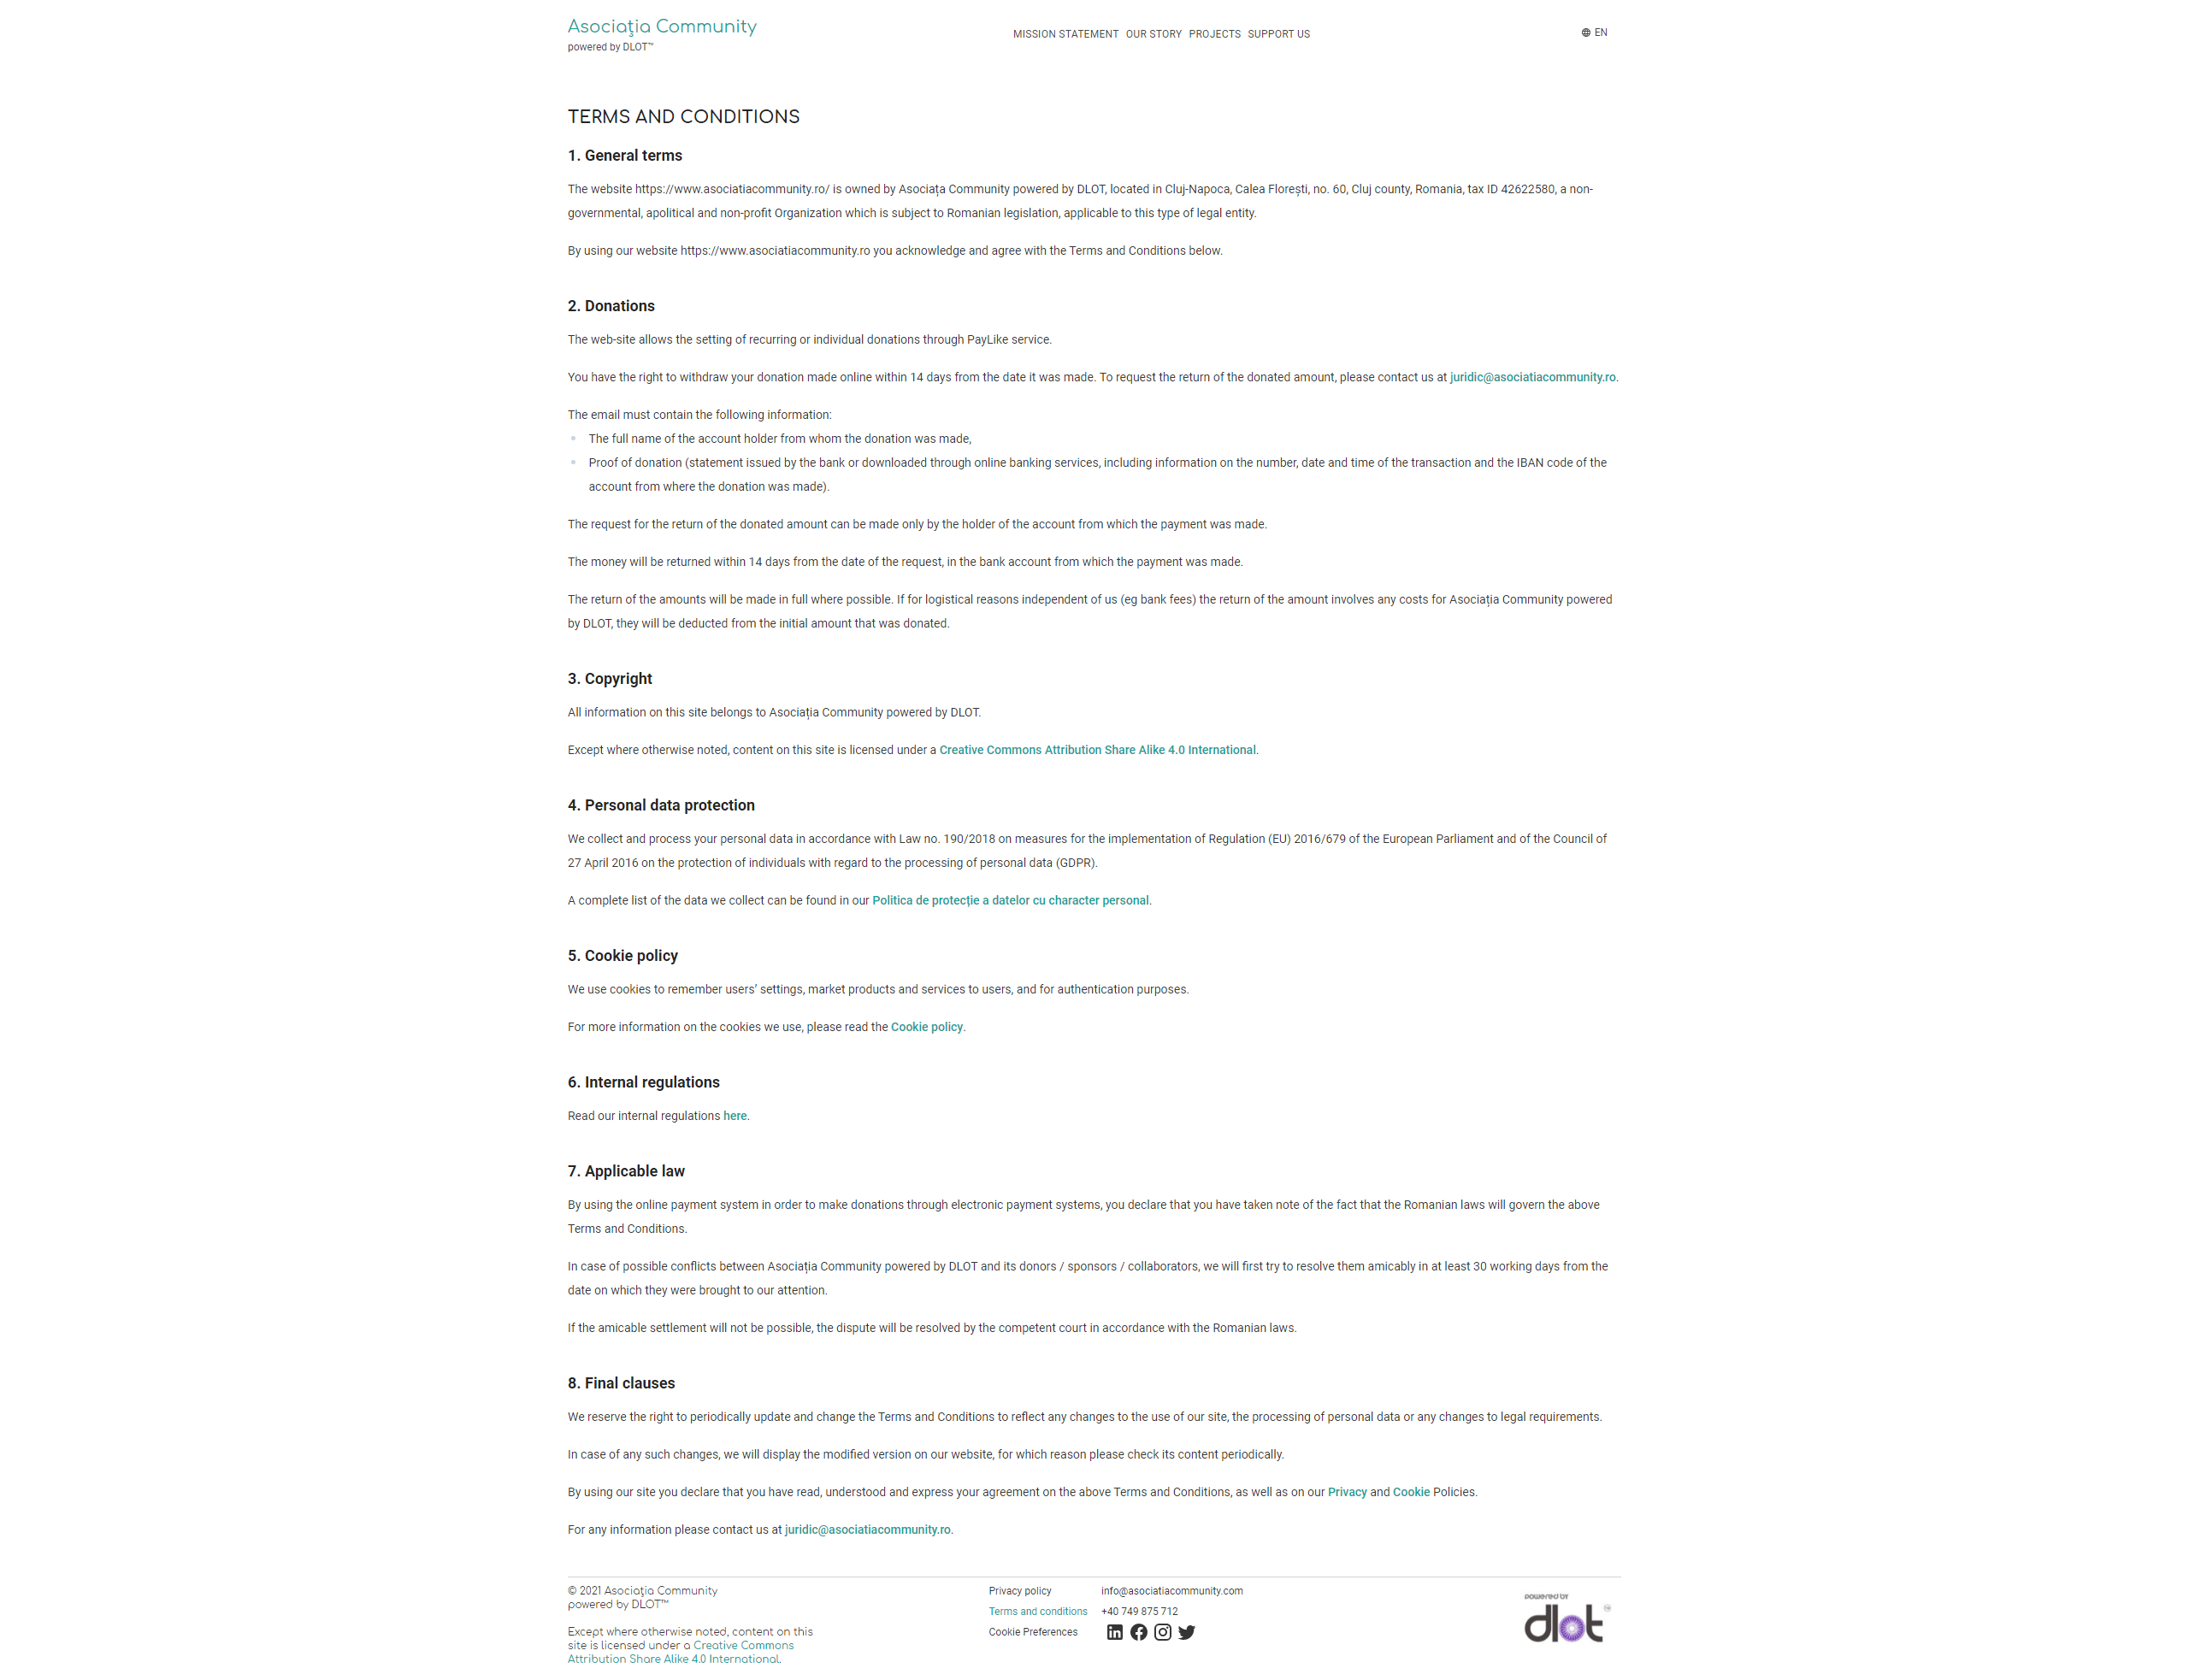 Asociația Community
powered by DLOT™
MISSION STATEMENT OUR STORY PROJECTS SUPPORT US
EN
TERMS AND CONDITIONS
1. General terms
The website https://www.asociatiacommunity.ro/ is owned by Asociața Community powered by DLOT, located in Cluj-Napoca, Calea Florești, no. 60, Cluj county, Romania, tax ID 42622580, a non-
governmental, apolitical and non-profit Organization which is subject to Romanian legislation, applicable to this type of legal entity.
By using our website https://www.asociatiacommunity.ro you acknowledge and agree with the Terms and Conditions below.
2. Donations
The web-site allows the setting of recurring or individual donations through PayLike service.
You have the right to withdraw your donation made online within 14 days from the date it was made. To request the return of the donated amount, please contact us at juridic@asociatiacommunity.ro.
The email must contain the following information:
The full name of the account holder from whom the donation was made,
Proof of donation (statement issued by the bank or downloaded through online banking services, including information on the number, date and time of the transaction and the IBAN code of the
account from where the donation was made).
The request for the return of the donated amount can be made only by the holder of the account from which the payment was made.
The money will be returned within 14 days from the date of the request, in the bank account from which the payment was made.
The return of the amounts will be made in full where possible. If for logistical reasons independent of us (eg bank fees) the return of the amount involves any costs for Asociația Community powered
by DLOT, they will be deducted from the initial amount that was donated.
3. Copyright
All information on this site belongs to Asociația Community powered by DLOT.
Except where otherwise noted, content on this site is licensed under a Creative Commons Attribution Share Alike 4.0 International.
4. Personal data protection
We collect and process your personal data in accordance with Law no. 190/2018 on measures for the implementation of Regulation (EU) 2016/679 of the European Parliament and of the Council of
27 April 2016 on the protection of individuals with regard to the processing of personal data (GDPR).
A complete list of the data we collect can be found in our Politica de protecție a datelor cu character personal.
5. Cookie policy
We use cookies to remember users’ settings, market products and services to users, and for authentication purposes.
For more information on the cookies we use, please read the Cookie policy.
6. Internal regulations
Read our internal regulations here.
7. Applicable law
By using the online payment system in order to make donations through electronic payment systems, you declare that you have taken note of the fact that the Romanian laws will govern the above
Terms and Conditions.
In case of possible conflicts between Asociația Community powered by DLOT and its donors / sponsors / collaborators, we will first try to resolve them amicably in at least 30 working days from the
date on which they were brought to our attention.
If the amicable settlement will not be possible, the dispute will be resolved by the competent court in accordance with the Romanian laws.
8. Final clauses
We reserve the right to periodically update and change the Terms and Conditions to reflect any changes to the use of our site, the processing of personal data or any changes to legal requirements.
In case of any such changes, we will display the modified version on our website, for which reason please check its content periodically.
By using our site you declare that you have read, understood and express your agreement on the above Terms and Conditions, as well as on our Privacy and Cookie Policies.
For any information please contact us at juridic@asociatiacommunity.ro.
© 2021 Asociația Community
powered by DLOT™
Except where otherwise noted, content on this
site is licensed under a Creative Commons
Attribution Share Alike 4.0 International.
Privacy policy
Terms and conditions
Cookie Preferences
info@asociatiacommunity.com
+40 749 875 712
powered by
dlot